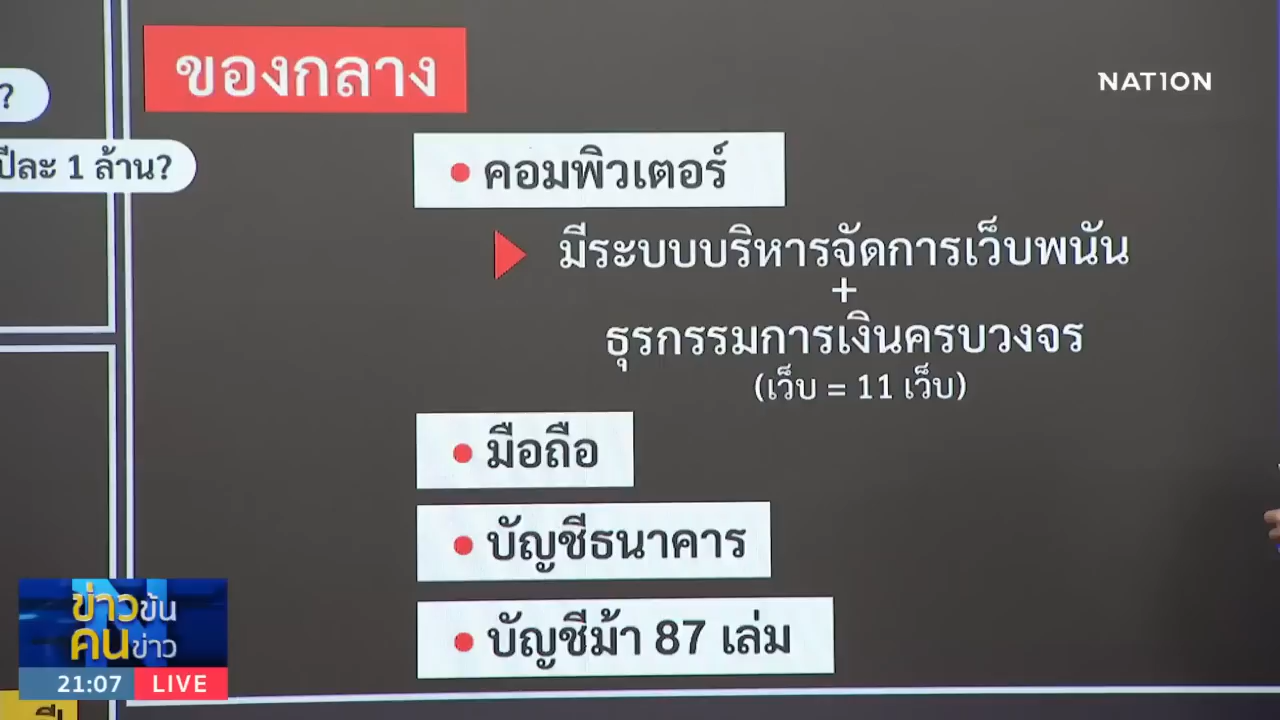 ของกลาง
NATION
?
ปีละ 1 ล้าน?
• คอมพิวเตอร์
มีระบบบริหารจัดการเว็บพนัน
+
ธุรกรรมการเงินครบวงจร
(เว็บ = 11 เว็บ)
• มือถือ
• บัญชีธนาคาร
• บัญชีม้า 87 เล่ม
ข่าวข้น
คนข่าว
21:07 LIVE